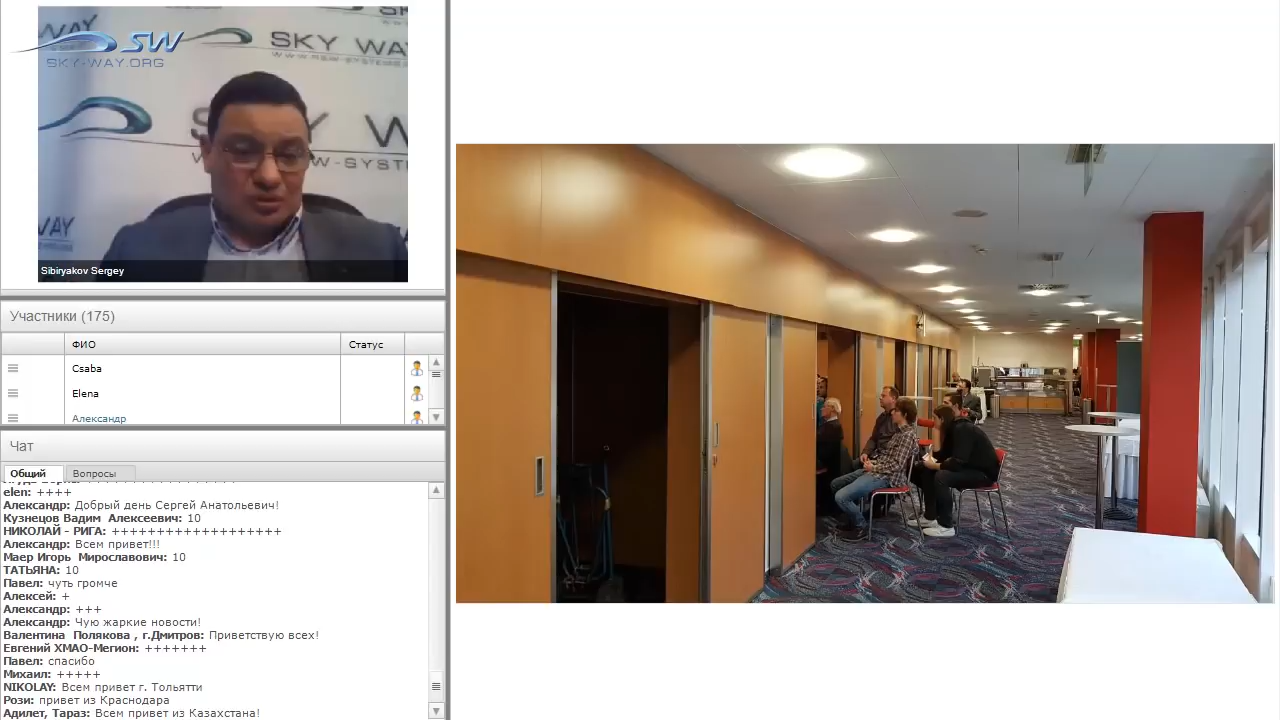 WAY
SKY WAY
WWW.RSW-SYSTEMS.
SW
SKY-WAY.ORG
SKY W
SW-SYSTEMS
WAY
Sibiryakov Sergey
Участники (175)
ФИО
Статус
Csaba
Elena
Александр
Чат
Общий
Вопросы
elen: ++++
Александр: Добрый день Сергей Анатольевич!
Кузнецов Вадим Алексеевич: 10
НИКОЛАЙ - РИГА: +++++++++++++++++++
Александр: Всем привет!!!
Маер Игорь Мирославович: 10
ТАТЬЯНА: 10
Павел: чуть громче
Алексей: +
Александр: +++
Александр: Чую жаркие новости!
Валентина Полякова , г.Дмитров: Приветствую всех!
Евгений ХМАО-Мегион: +++++++
Павел: спасибо
Михаил: +++++
NIKOLAY: Всем привет г. Тольятти
Рози: привет из Краснодара
Адилет, Тараз: Всем привет из Казахстана!